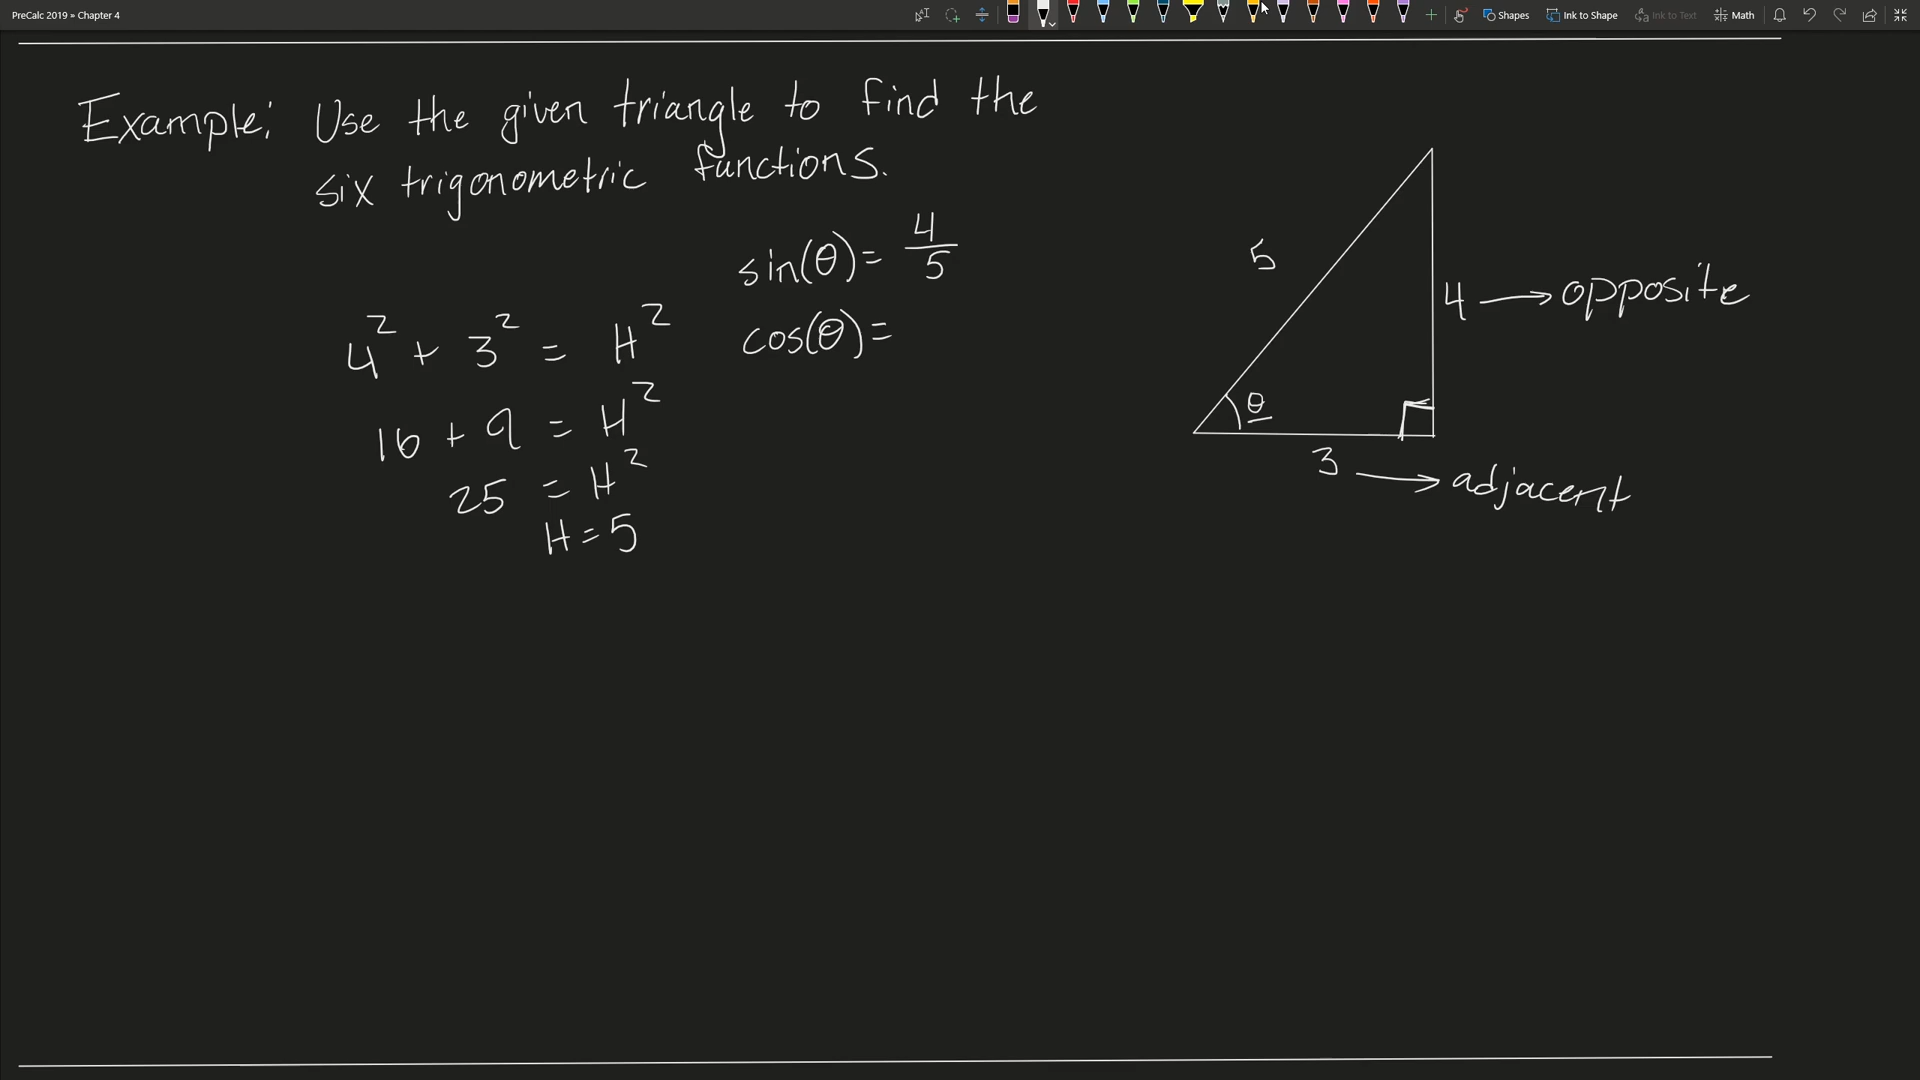 PreCalc 2019 » Chapter 4
Shapes
Ink to Shape
Ink to Text
Math
Example: Use the given triangle to find the
six trigonometric functions.
sin(θ) = 4/5
cos(θ) =
4² + 3² = H²
16 + 9 = H²
25 = H²
H = 5
5
4 → opposite
θ
3 → adjacent